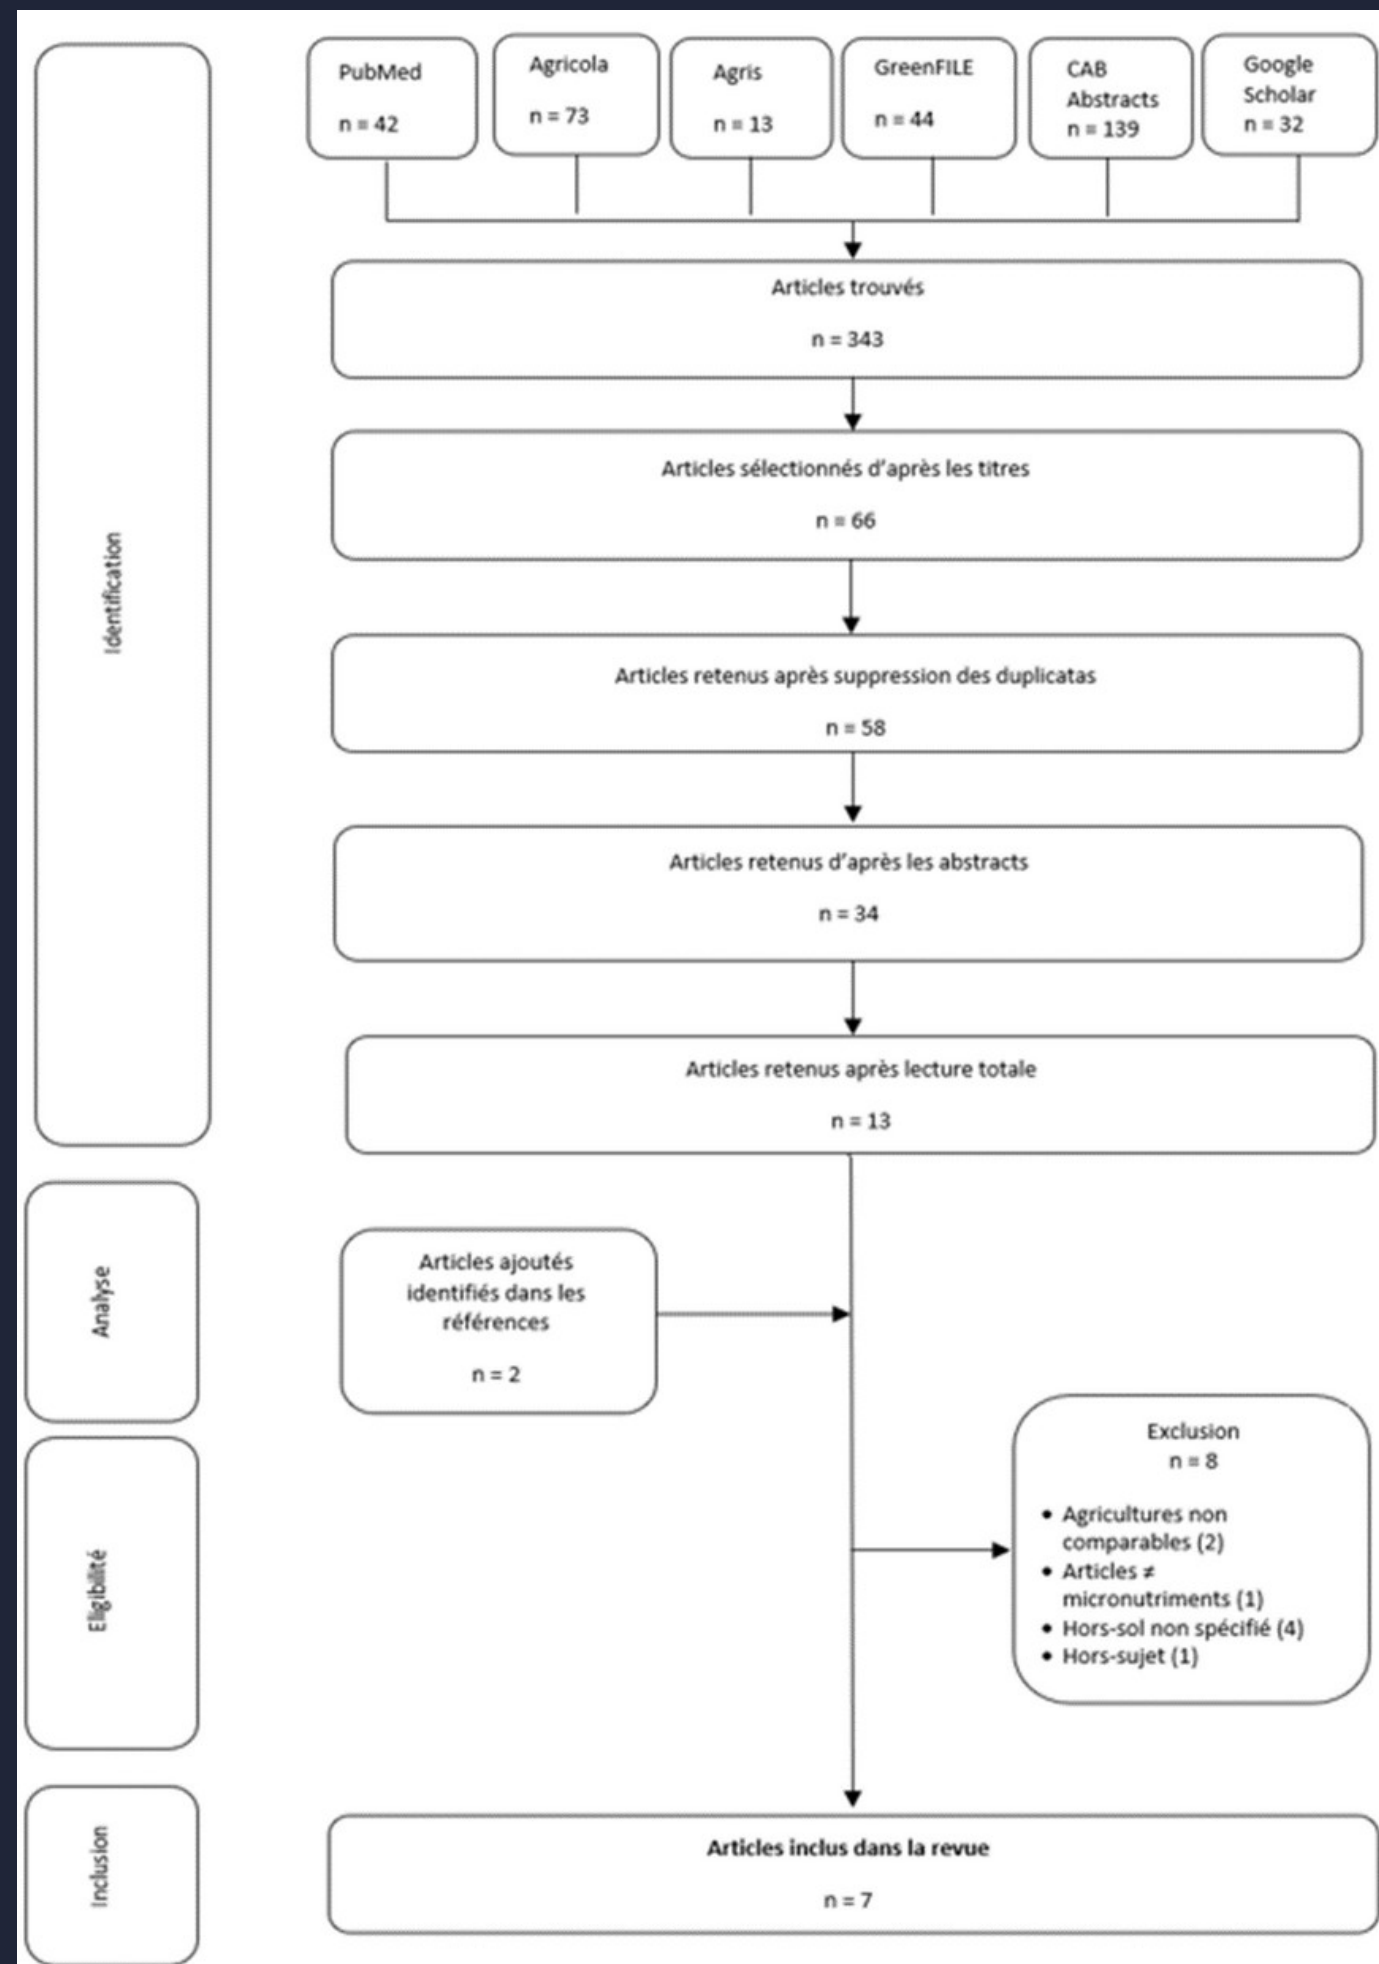 PubMed
n = 42
Agricola
n = 73
Agris
n = 13
GreenFILE
n = 44
CAB
Abstracts
n = 139
Google
Scholar
n = 32
Identification
Articles trouvés
n = 343
Articles sélectionnés d'après les titres
n = 66
Articles retenus après suppression des duplicatas
n = 58
Articles retenus d'après les abstracts
n = 34
Articles retenus après lecture totale
n = 13
Analyse
Articles ajoutés
identifiés dans les
références
n = 2
Eligibilité
Exclusion
n = 8
• Agricultures non
comparables (2)
• Articles ≠
micronutriments (1)
• Hors-sol non spécifié (4)
• Hors-sujet (1)
Inclusion
Articles inclus dans la revue
n = 7